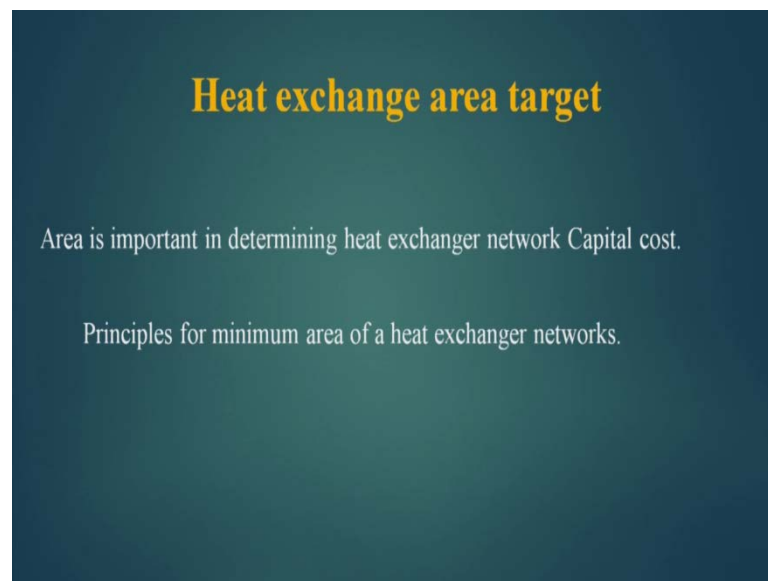 Heat exchange area target
Area is important in determining heat exchanger network Capital cost.
Principles for minimum area of a heat exchanger networks.